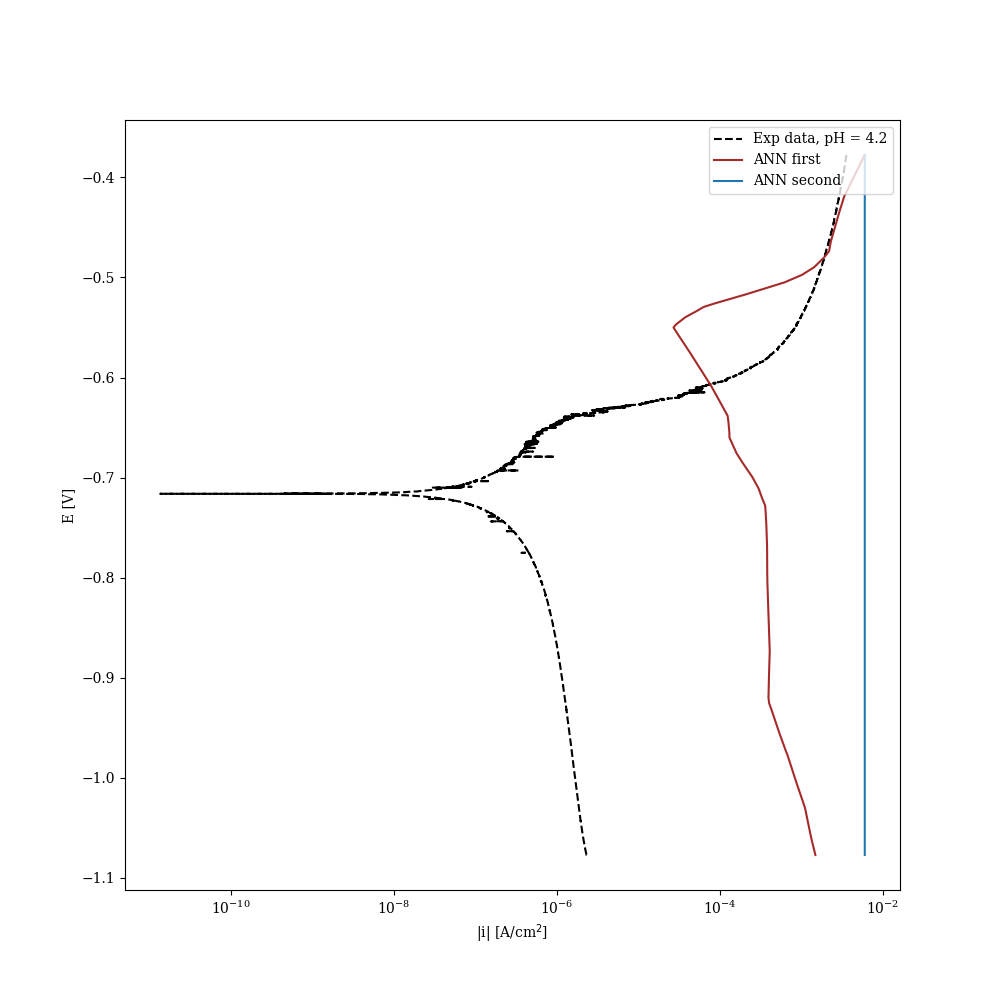 Exp data, pH = 4.2
ANN first
ANN second
−0.4
−0.5
−0.6
−0.7
−0.8
−0.9
−1.0
−1.1
E [V]
10⁻¹⁰ 10⁻⁸ 10⁻⁶ 10⁻⁴ 10⁻²
|i| [A/cm²]